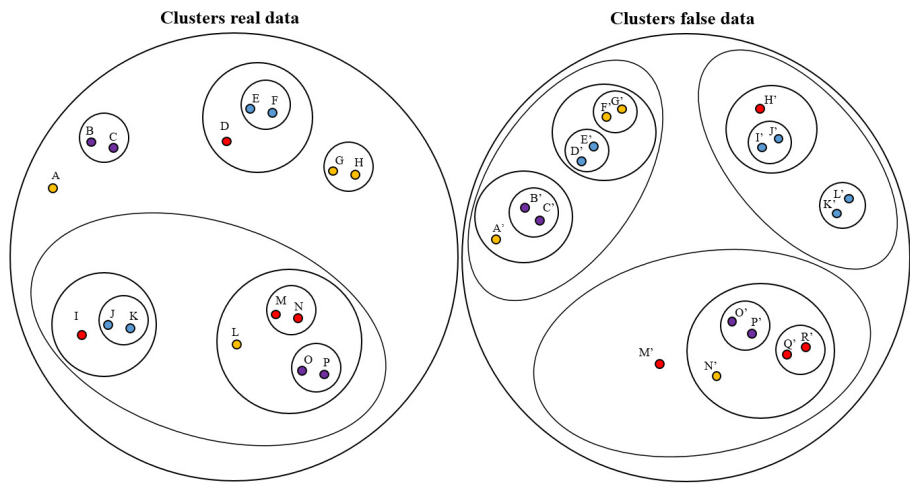 Clusters real data
Clusters false data
E F
D
B C
G H
A
I J K
M N
L
O P
F' G'
E'
D'
B'
C'
A'
H'
I' J'
L'
K'
O'
P'
R'
Q'
M'
N'